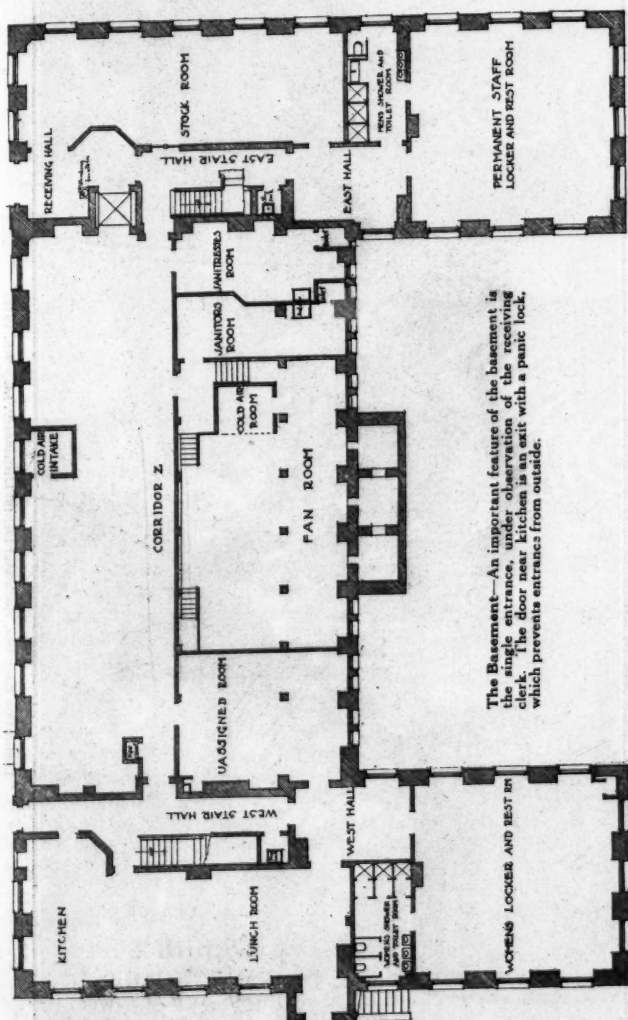 KITCHEN
LUNCH ROOM
WEST STAIR HALL
WEST HALL
WOMENS SHOWER
AND TOILET ROOM
WOMENS LOCKER AND REST RM
UASSIGNED ROOM
CORRIDOR Z
COLD AIR
INTAKE
COLD AIR
ROOM
FAN ROOM
JANITORS
ROOM
JANITRESSES
ROOM
RECEIVING HALL
STOCK ROOM
EAST STAIR HALL
EAST HALL
MENS SHOWER AND
TOILET ROOM
PERMANENT STAFF
LOCKER AND REST ROOM
The Basement—An important feature of the basement is
the single entrance, under observation of the receiving
clerk. The door near kitchen is an exit with a panic lock,
which prevents entrance from outside.